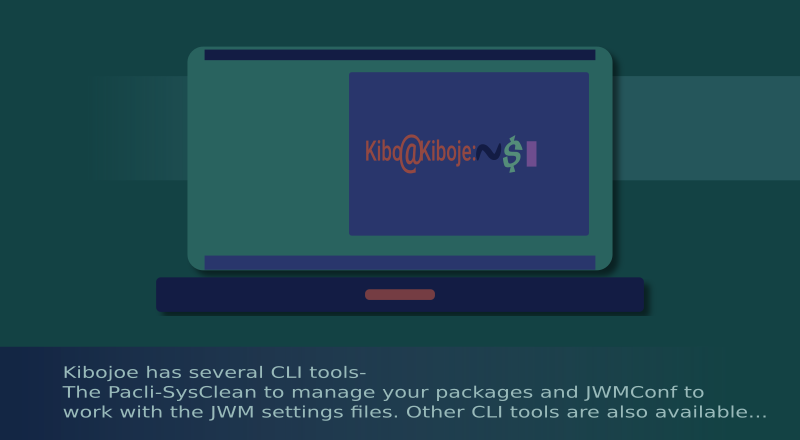 Kibo@Kiboje:~$
Kibojoe has several CLI tools-
The Pacli-SysClean to manage your packages and JWMConf to
work with the JWM settings files. Other CLI tools are also available...